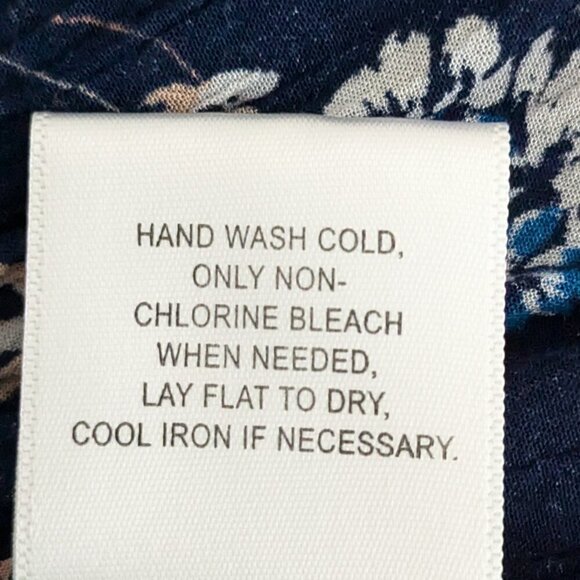 HAND WASH COLD,
ONLY NON-
CHLORINE BLEACH
WHEN NEEDED,
LAY FLAT TO DRY,
COOL IRON IF NECESSARY.